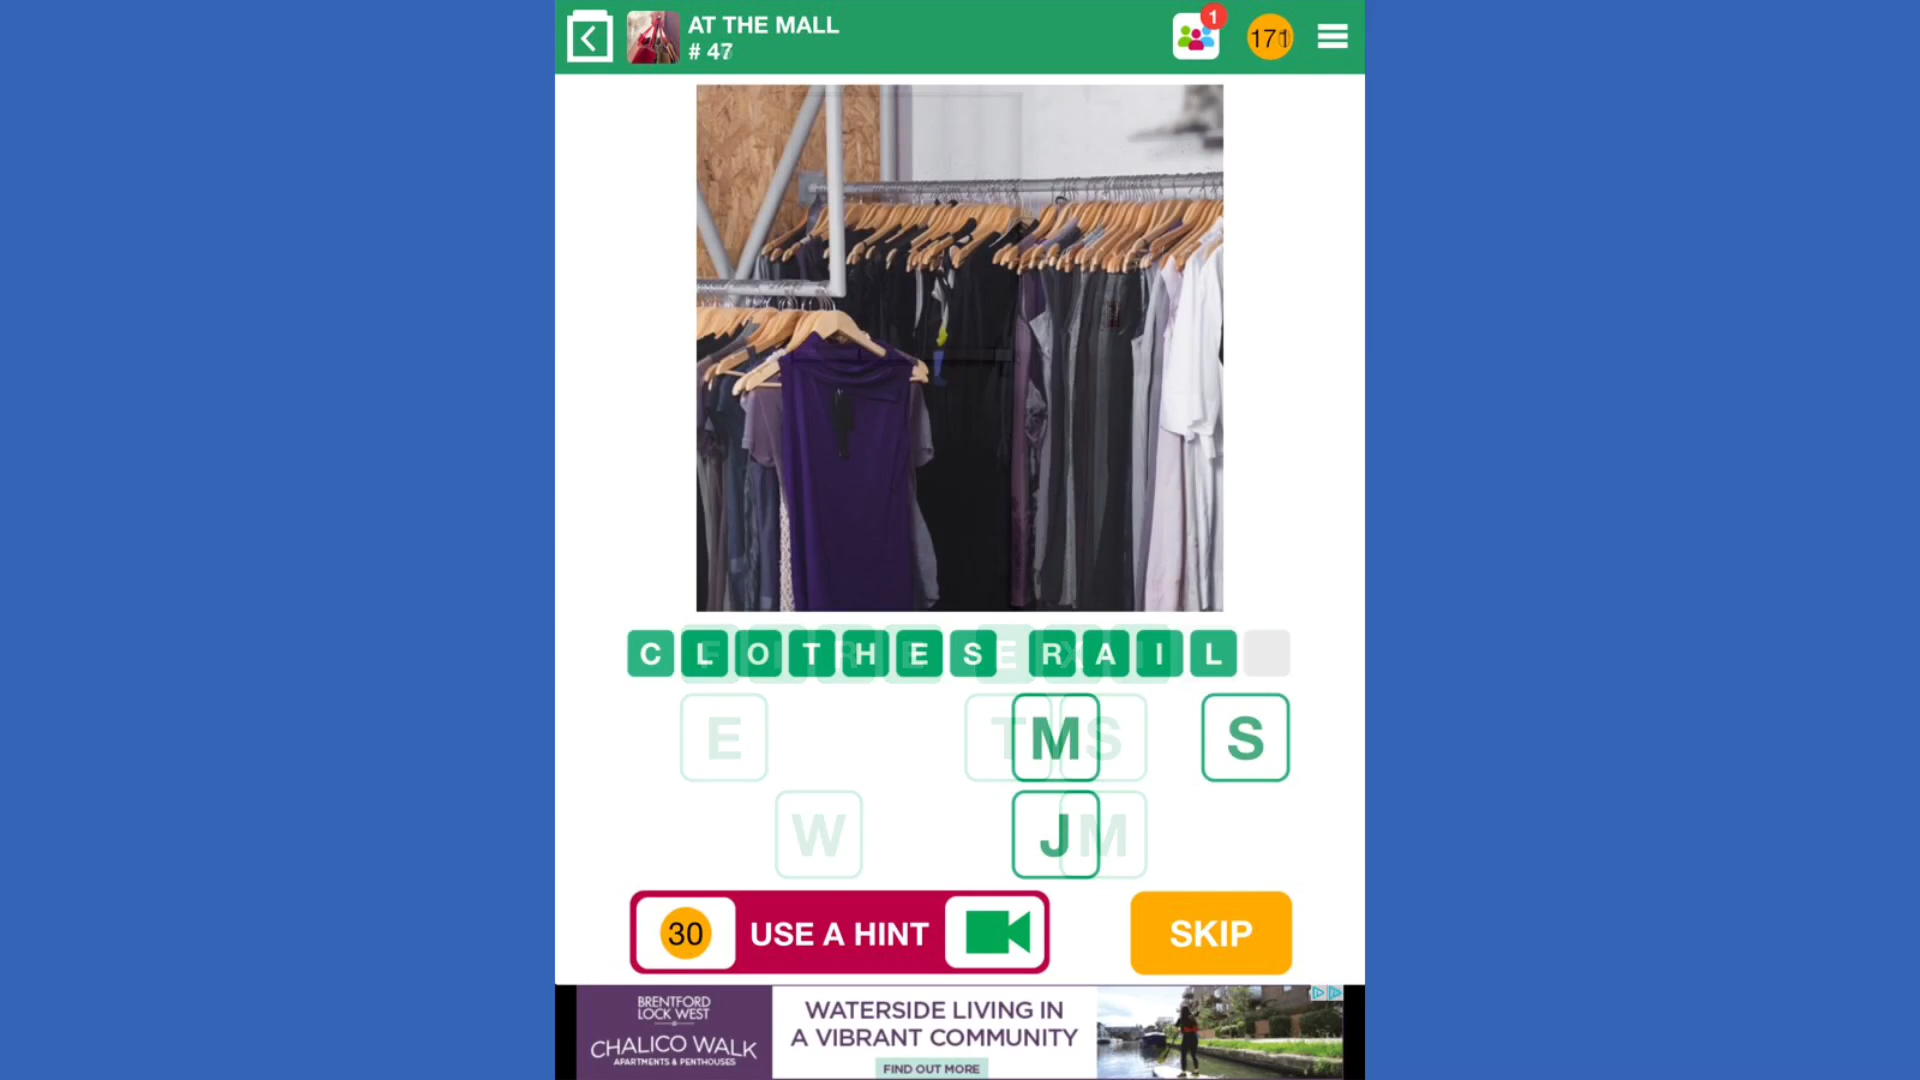 AT THE MALL
# 47
1
171
CLOTHES RAIL
E T M S S
W J M
30 USE A HINT SKIP
BRENTFORD
LOCK WEST
CHALICO WALK
APARTMENTS & PENTHOUSES
WATERSIDE LIVING IN
A VIBRANT COMMUNITY
FIND OUT MORE